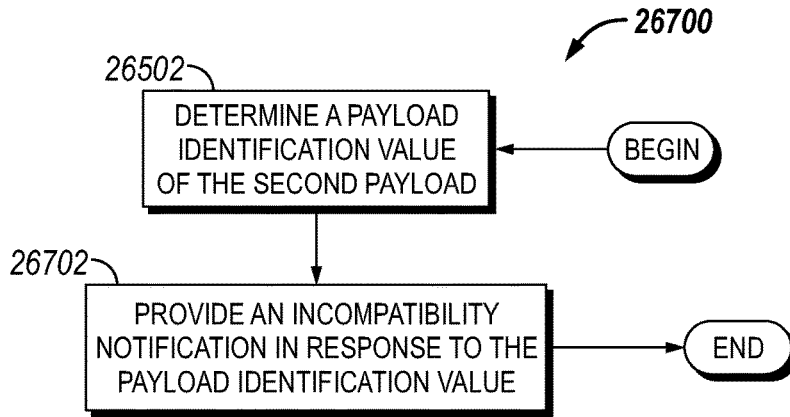 26700
26502
DETERMINE A PAYLOAD
IDENTIFICATION VALUE
OF THE SECOND PAYLOAD
BEGIN
26702
PROVIDE AN INCOMPATIBILITY
NOTIFICATION IN RESPONSE TO THE
PAYLOAD IDENTIFICATION VALUE
END